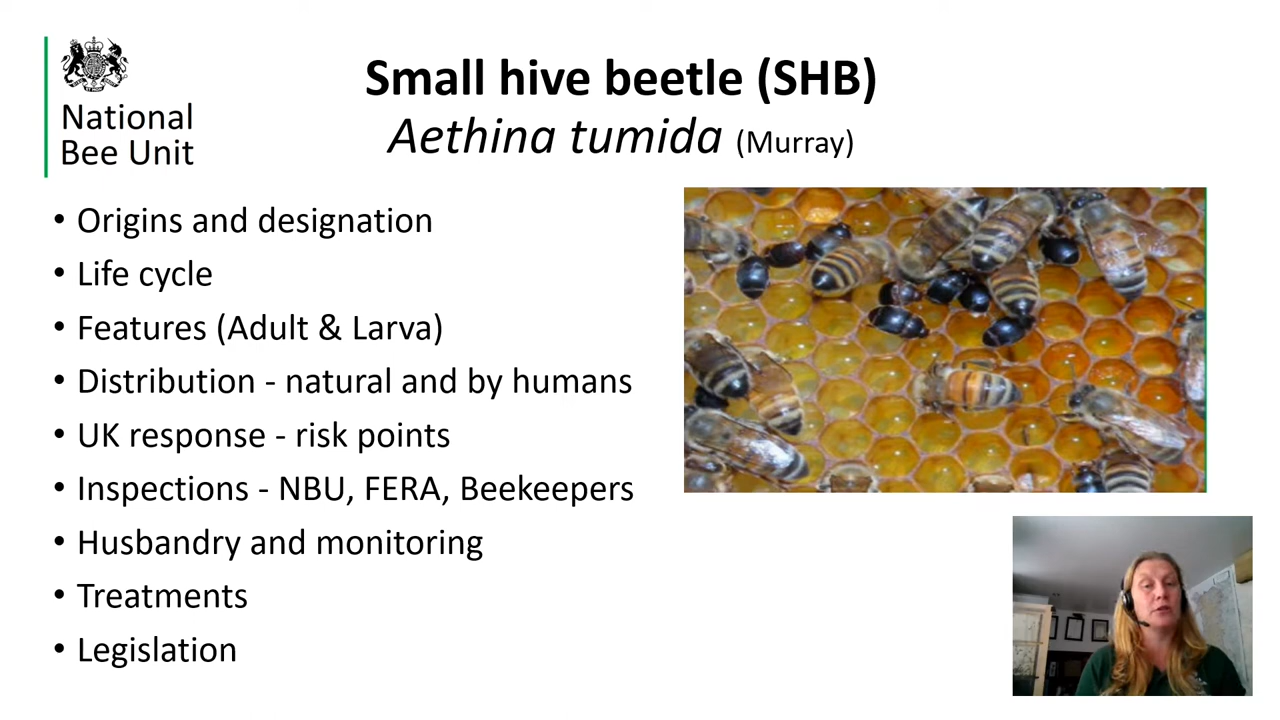 National
Bee Unit
Small hive beetle (SHB)
Aethina tumida (Murray)
• Origins and designation
• Life cycle
• Features (Adult & Larva)
• Distribution - natural and by humans
• UK response - risk points
• Inspections - NBU, FERA, Beekeepers
• Husbandry and monitoring
• Treatments
• Legislation